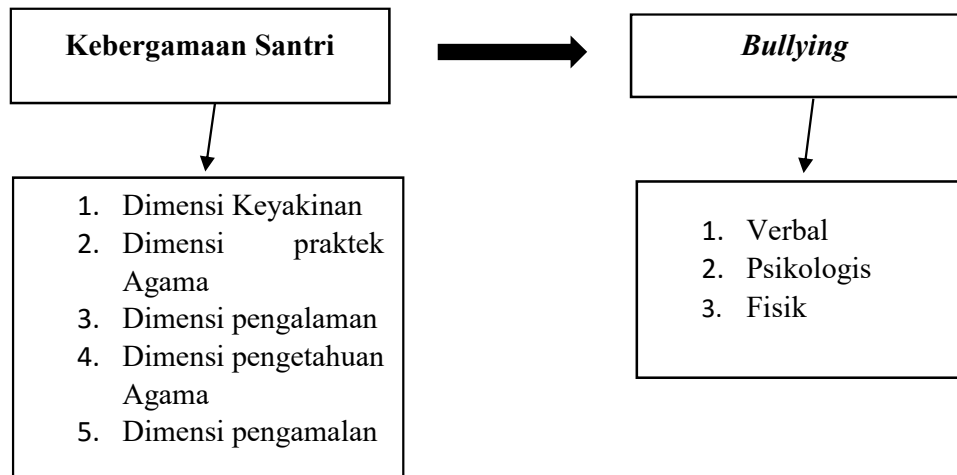 Kebergamaan Santri
Bullying
1. Dimensi Keyakinan
2. Dimensi praktek
Agama
3. Dimensi pengalaman
4. Dimensi pengetahuan
Agama
5. Dimensi pengamalan
1. Verbal
2. Psikologis
3. Fisik